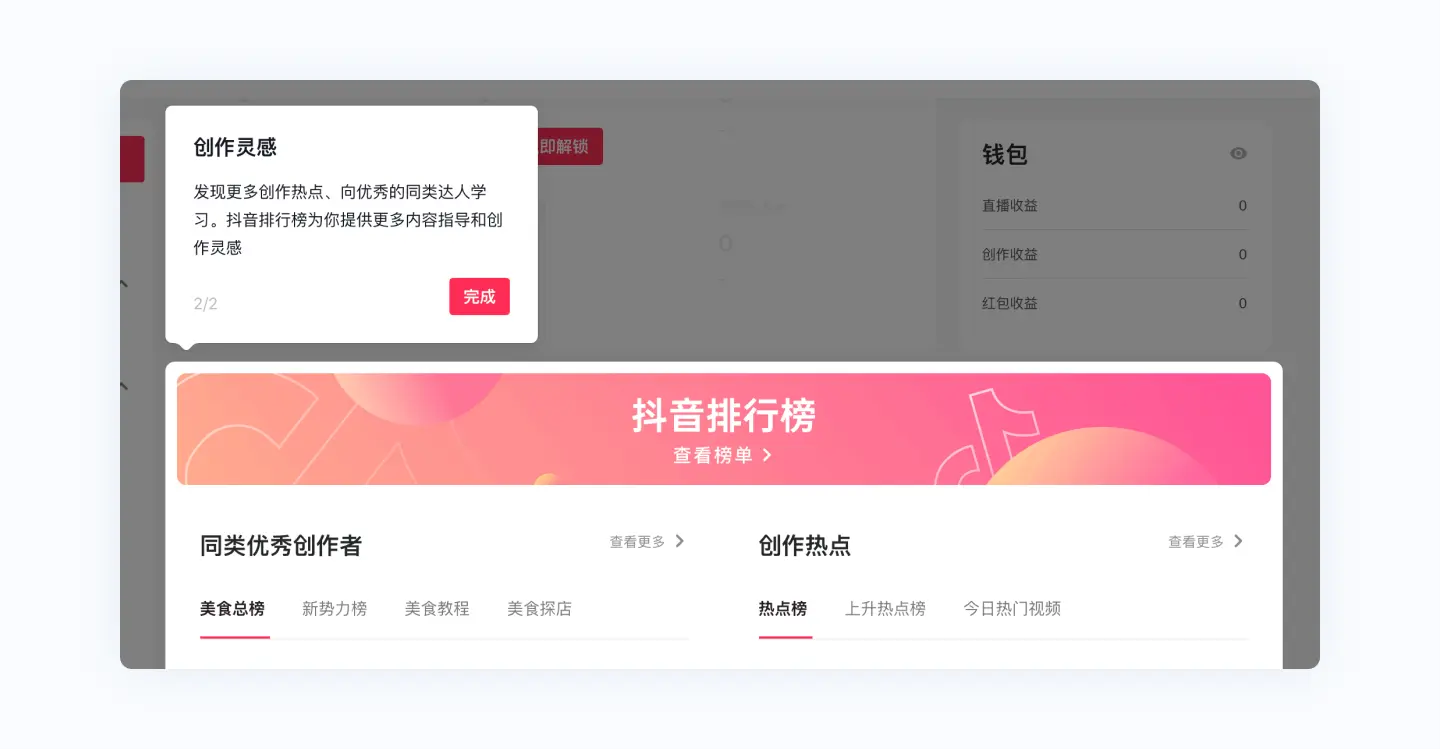 创作灵感
发现更多创作热点、向优秀的同类达人学
习。抖音排行榜为你提供更多内容指导和创
作灵感
2/2
完成
即解锁
0
钱包
直播收益 0
创作收益 0
红包收益 0
抖音排行榜
查看榜单
同类优秀创作者
查看更多
美食总榜 新势力榜 美食教程 美食探店
创作热点
查看更多
热点榜 上升热点榜 今日热门视频